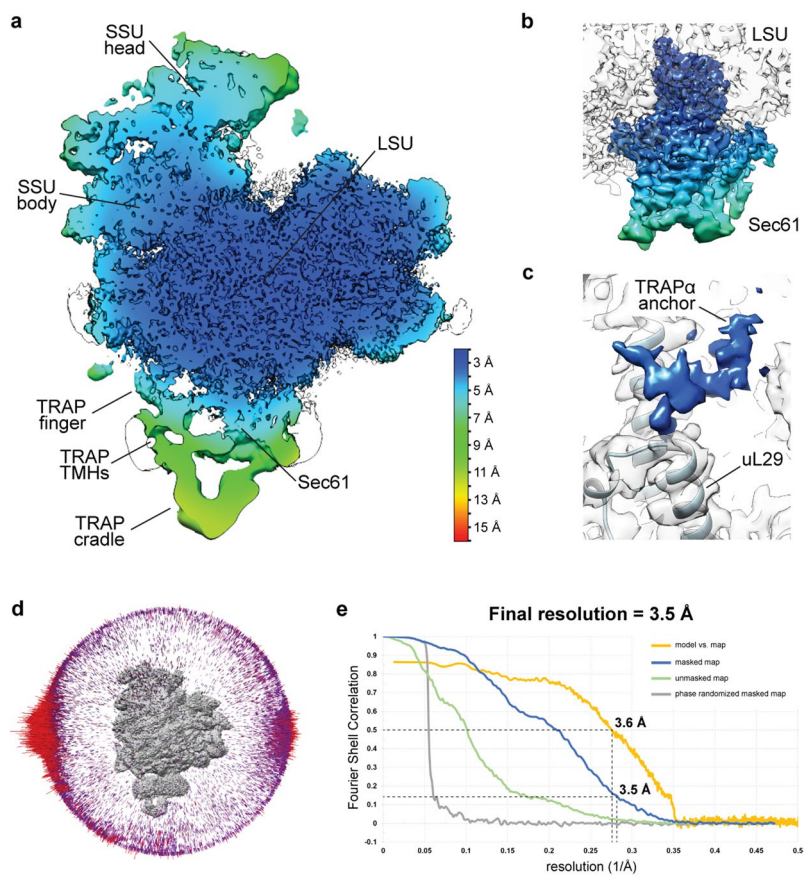 a
SSU
head
LSU
SSU
body
TRAP
finger
TRAP
TMHs
Sec61
TRAP
cradle
3 Å
5 Å
7 Å
9 Å
11 Å
13 Å
15 Å
b
LSU
Sec61
c
TRAPα
anchor
uL29
d
e
Final resolution = 3.5 Å
Fourier Shell Correlation
1
0.9
0.8
0.7
0.6
0.5
0.4
0.3
0.2
0.1
0
-0.1
model vs. map
masked map
unmasked map
phase randomized masked map
3.6 Å
3.5 Å
0 0.05 0.1 0.15 0.2 0.25 0.3 0.35 0.4 0.45 0.5
resolution (1/Å)